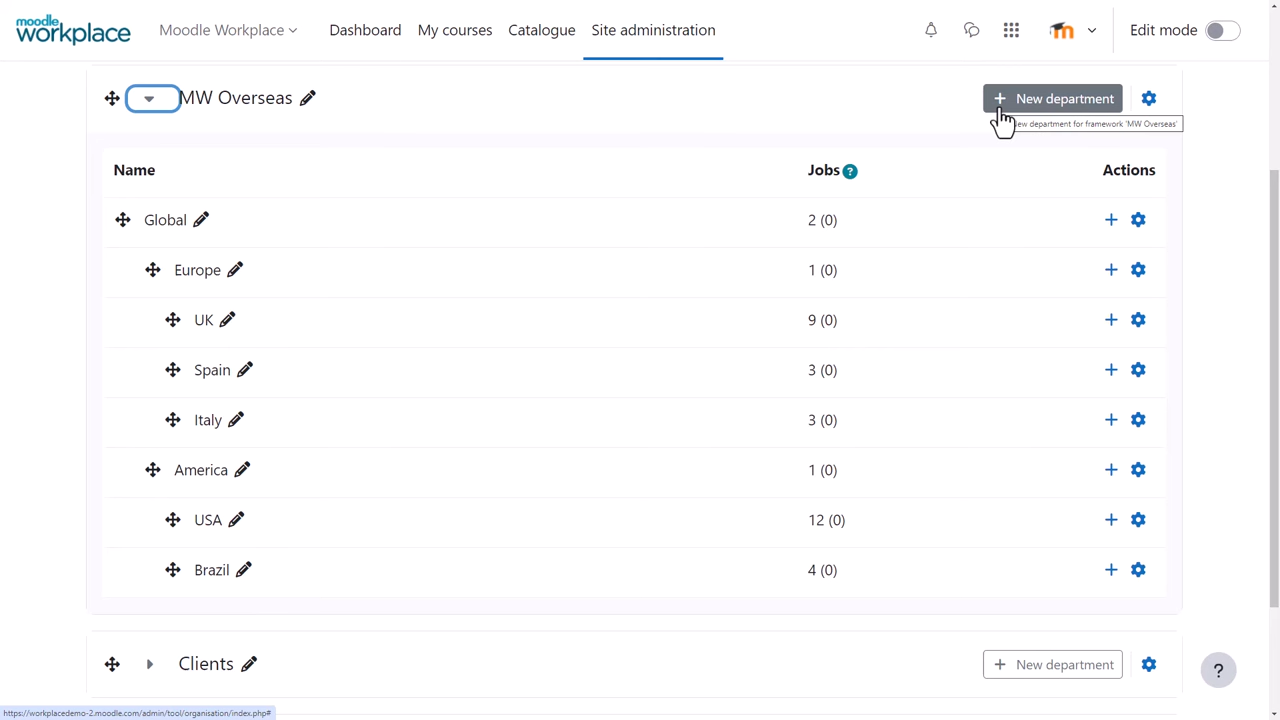 moodle workplace
Moodle Workplace Dashboard My courses Catalogue Site administration Edit mode
MW Overseas New department
New department for framework 'MW Overseas'
Name Jobs ? Actions
Global 2 (0)
Europe 1 (0)
UK 9 (0)
Spain 3 (0)
Italy 3 (0)
America 1 (0)
USA 12 (0)
Brazil 4 (0)
Clients New department
?
https://workplacedemo-2.moodle.com/admin/tool/organisation/index.php#